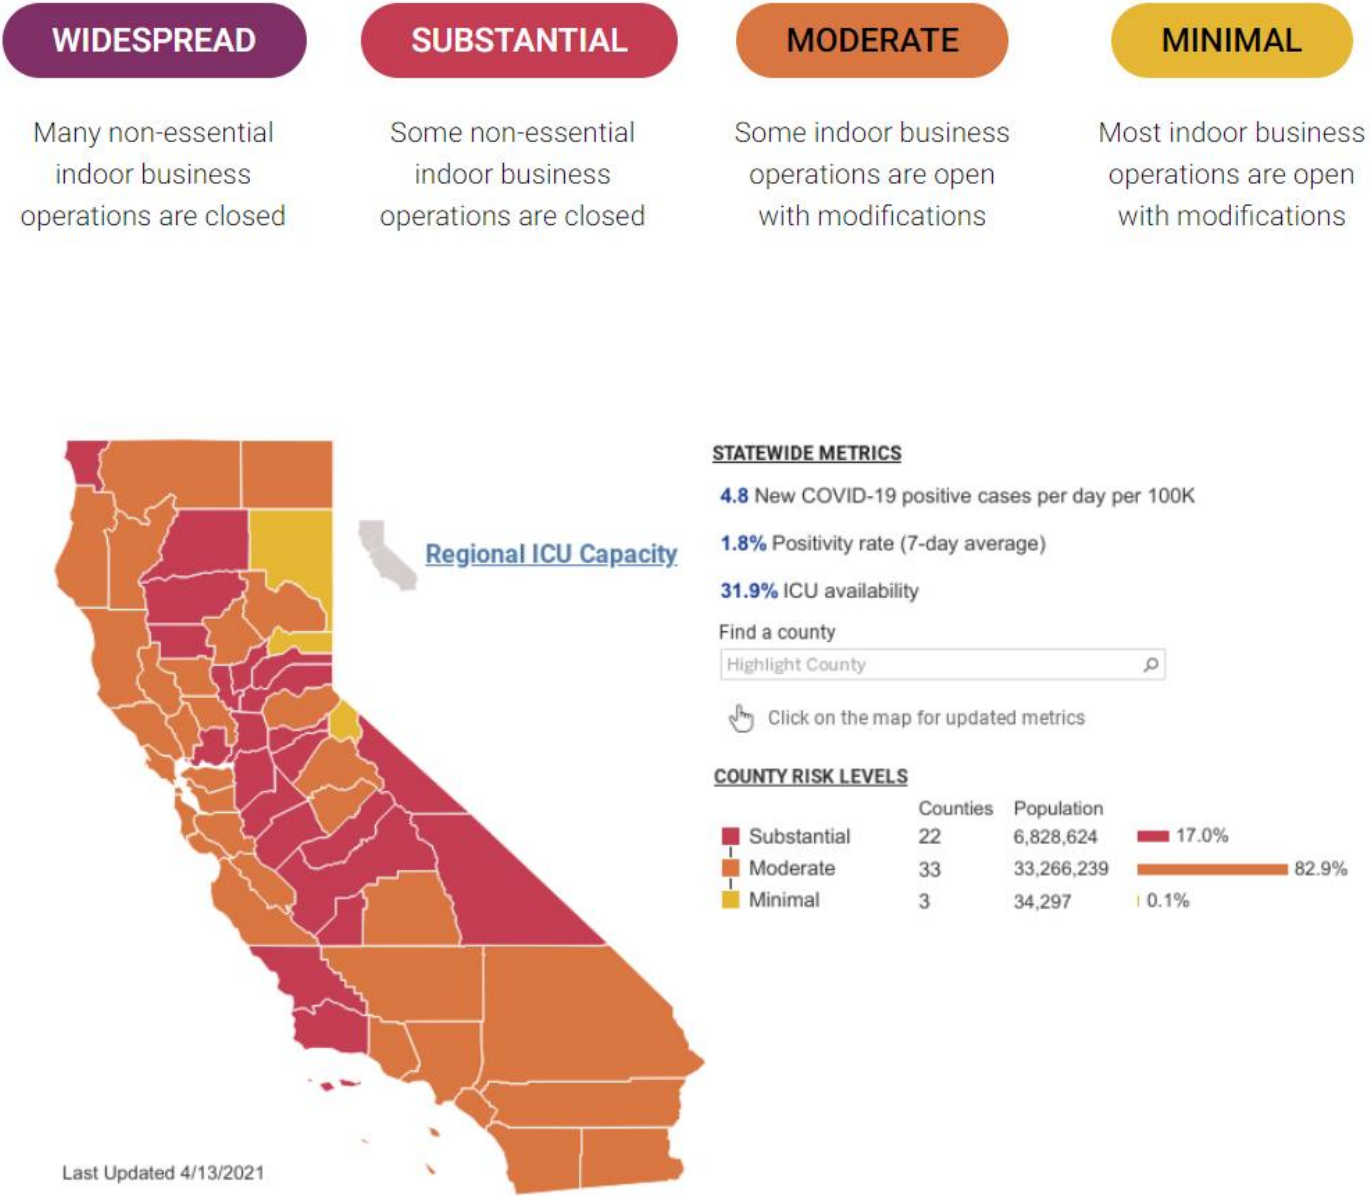 WIDESPREAD
Many non-essential
indoor business
operations are closed
SUBSTANTIAL
Some non-essential
indoor business
operations are closed
MODERATE
Some indoor business
operations are open
with modifications
MINIMAL
Most indoor business
operations are open
with modifications
Regional ICU Capacity
STATEWIDE METRICS
4.8 New COVID-19 positive cases per day per 100K
1.8% Positivity rate (7-day average)
31.9% ICU availability
Find a county
Highlight County
Click on the map for updated metrics
COUNTY RISK LEVELS
Counties Population
Substantial 22 6,828,624 17.0%
Moderate 33 33,266,239 82.9%
Minimal 3 34,297 0.1%
Last Updated 4/13/2021